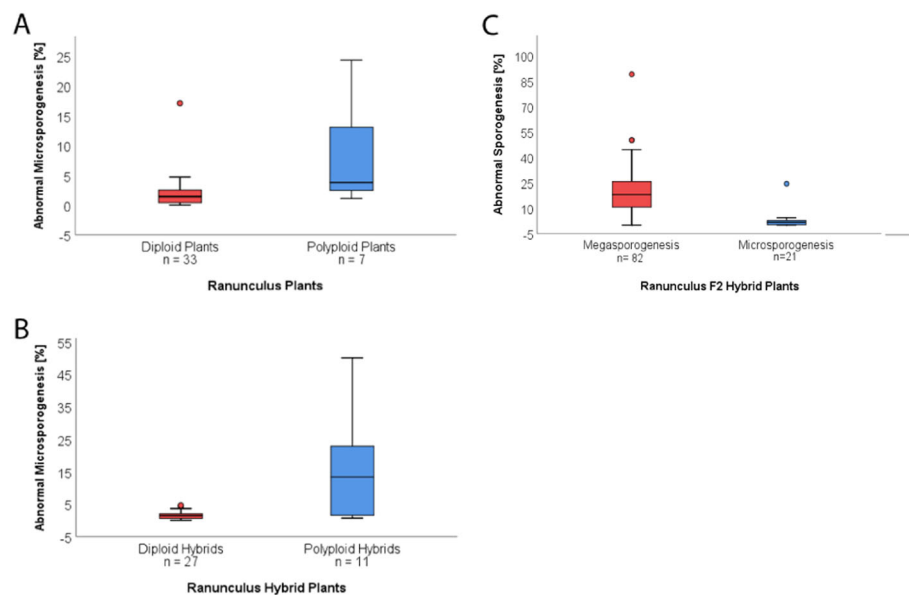 A
Abnormal Microsporogenesis [%]
25
20
15
10
5
0
-5
Diploid Plants
n = 33
Polyploid Plants
n = 7
Ranunculus Plants
C
Abnormal Sporogenesis [%]
100
85
70
55
40
25
10
-5
Megasporogenesis
n= 82
Microsporogenesis
n=21
Ranunculus F2 Hybrid Plants
B
Abnormal Microsporogenesis [%]
55
45
35
25
15
5
-5
Diploid Hybrids
n = 27
Polyploid Hybrids
n = 11
Ranunculus Hybrid Plants